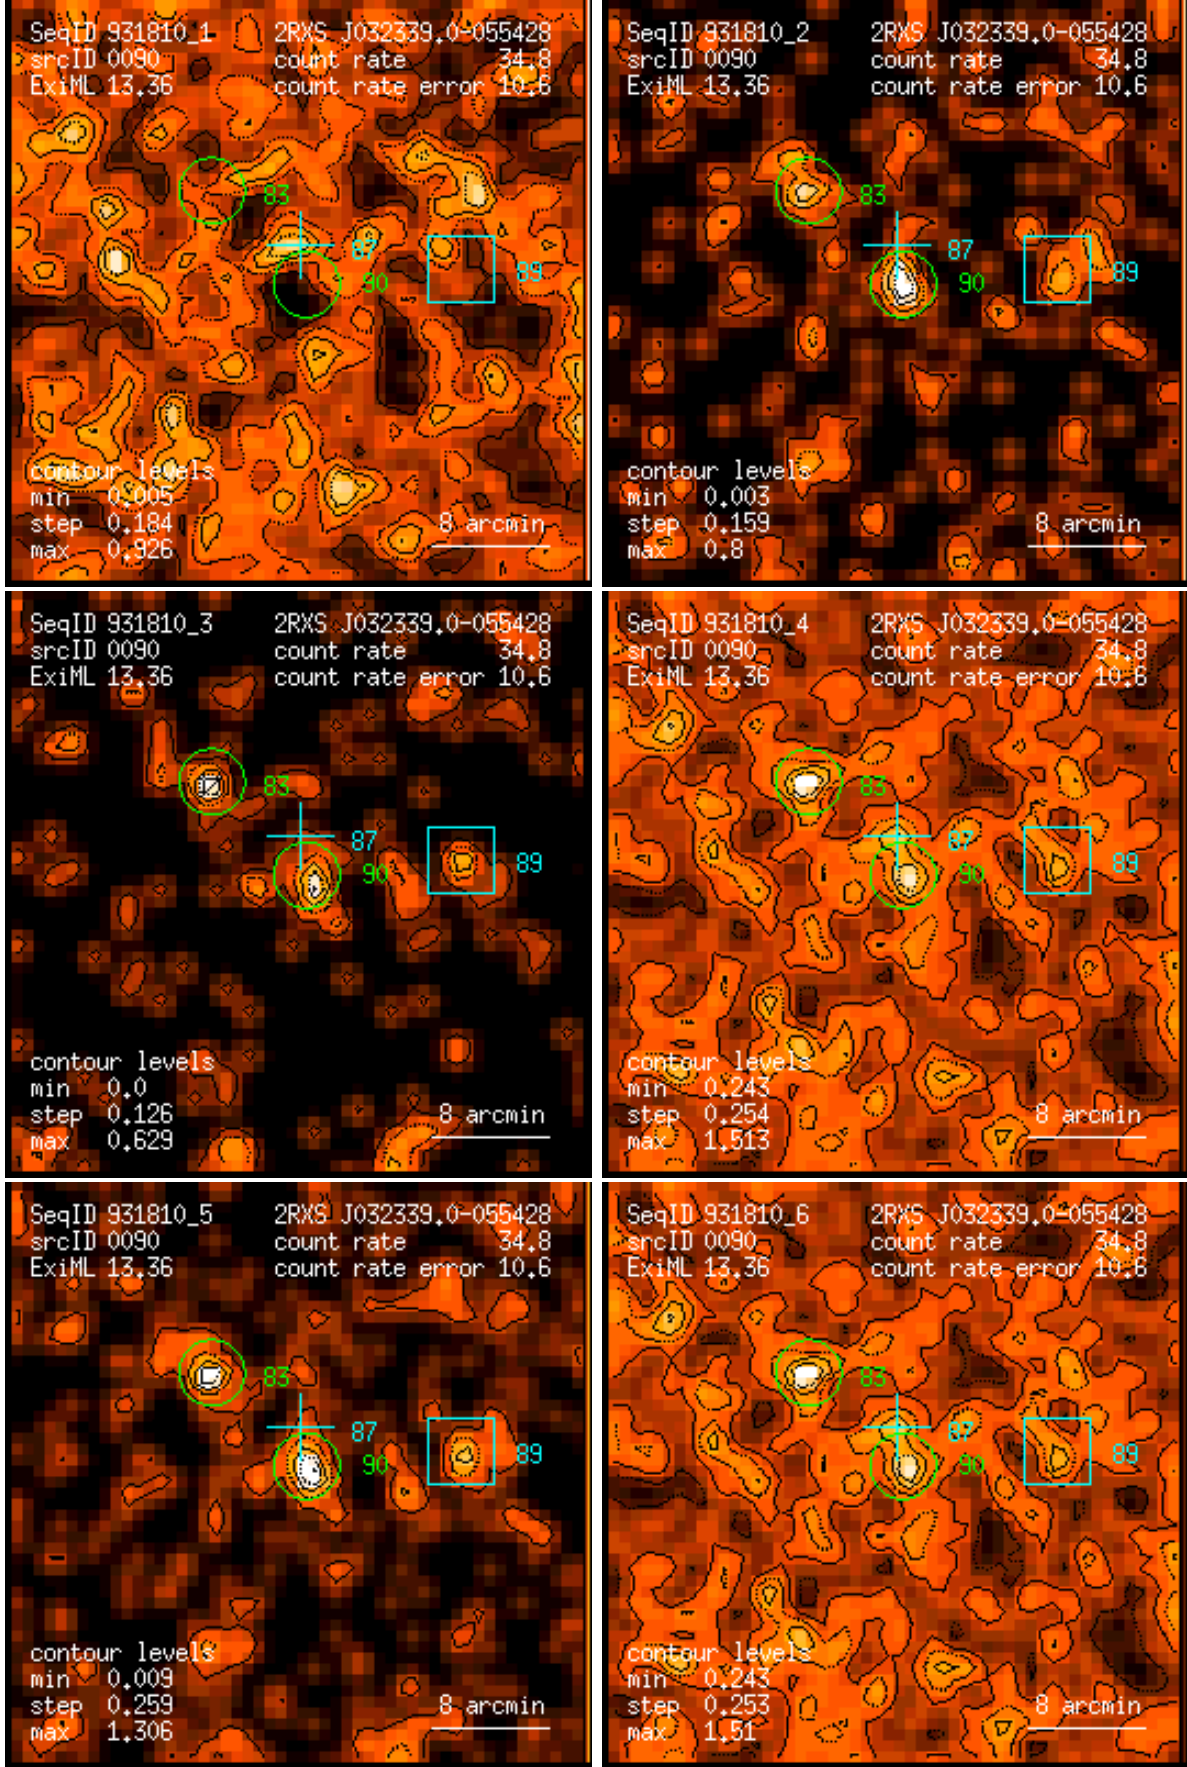 SeqID 931810_1 2RXS J032339.0-055428
srcID 0090 count rate 34.8
ExiML 13.36 count rate error 10.6
83
87
89
90
contour levels
min 0.005
step 0.184
max 0.926
8 arcmin
SeqID 931810_2 2RXS J032339.0-055428
srcID 0090 count rate 34.8
ExiML 13.36 count rate error 10.6
83
87
89
90
contour levels
min 0.003
step 0.159
max 0.8
8 arcmin
SeqID 931810_3 2RXS J032339.0-055428
srcID 0090 count rate 34.8
ExiML 13.36 count rate error 10.6
83
87
89
90
contour levels
min 0.0
step 0.126
max 0.629
8 arcmin
SeqID 931810_4 2RXS J032339.0-055428
srcID 0090 count rate 34.8
ExiML 13.36 count rate error 10.6
83
87
89
90
contour levels
min 0.243
step 0.254
max 1.513
8 arcmin
SeqID 931810_5 2RXS J032339.0-055428
srcID 0090 count rate 34.8
ExiML 13.36 count rate error 10.6
83
87
89
90
contour levels
min 0.009
step 0.259
max 1.306
8 arcmin
SeqID 931810_6 2RXS J032339.0-055428
srcID 0090 count rate 34.8
ExiML 13.36 count rate error 10.6
83
87
89
90
contour levels
min 0.243
step 0.253
max 1.51
8 arcmin